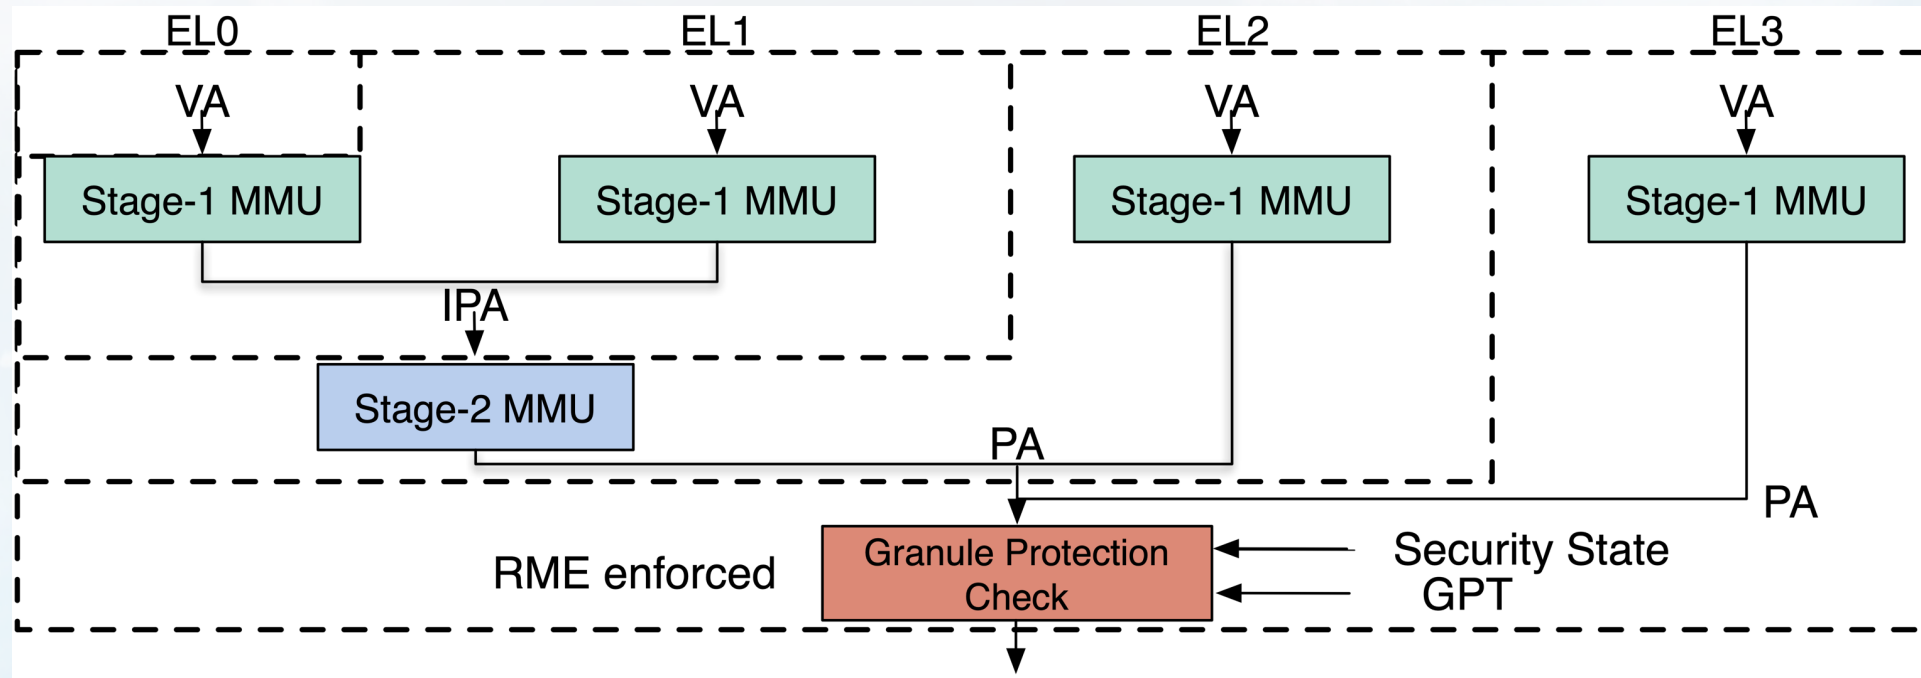 EL0
EL1
EL2
EL3
VA
VA
VA
VA
Stage-1 MMU
Stage-1 MMU
Stage-1 MMU
Stage-1 MMU
IPA
Stage-2 MMU
PA
PA
RME enforced
Granule Protection
Check
Security State
GPT